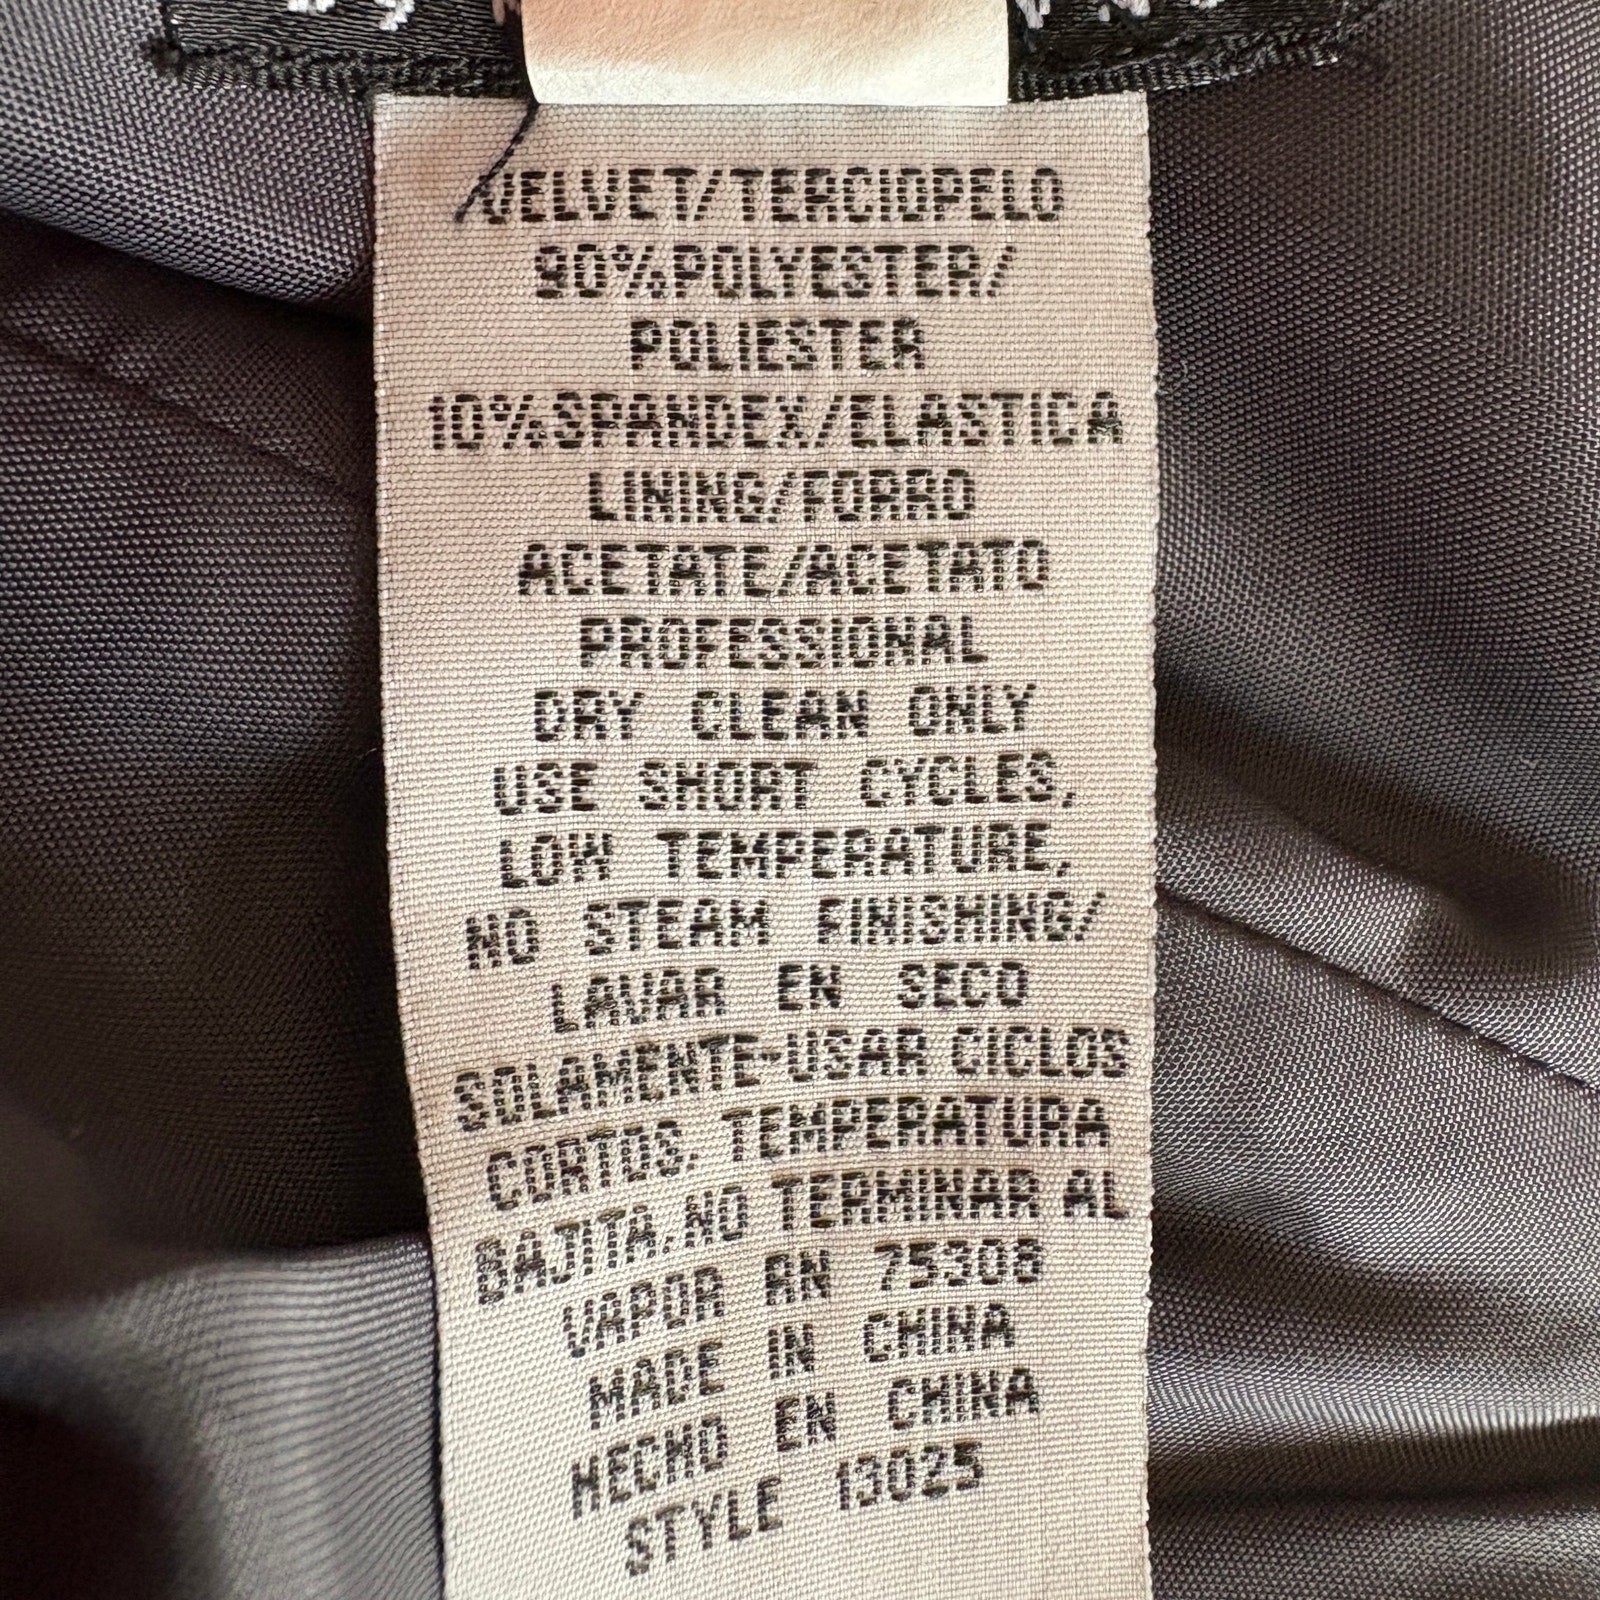 VELVET/TERCIOPELO
90%POLYESTER/
POLIESTER
10%SPANDEX/ELASTICA
LINING/FORRO
ACETATE/ACETATO
PROFESSIONAL
DRY CLEAN ONLY
USE SHORT CYCLES,
LOW TEMPERATURE,
NO STEAM FINISHING/
LAVAR EN SECO
SOLAMENTE-USAR CICLOS
CORTOS. TEMPERATURA
BAJITA.NO TERMINAR AL
VAPOR RN 75308
MADE IN CHINA
HECHO EN CHINA
STYLE 13025